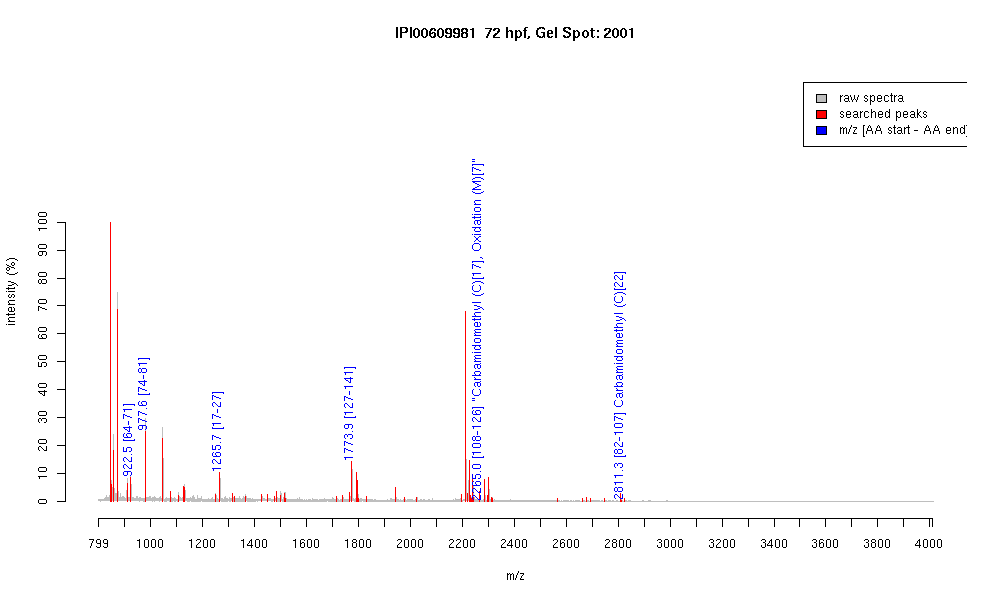 IPI00609981 72 hpf, Gel Spot: 2001
raw spectra
searched peaks
m/z [AA start - AA end]
intensity (%)
100
90
80
70
60
50
40
30
20
10
0
922.5 [64-71]
977.6 [74-81]
1265.7 [17-27]
1773.9 [127-141]
2265.0 [108-126] "Carbamidomethyl (C)[17], Oxidation (M)[7]"
2811.3 [82-107] Carbamidomethyl (C)[22]
799 1000 1200 1400 1600 1800 2000 2200 2400 2600 2800 3000 3200 3400 3600 3800 4000
m/z